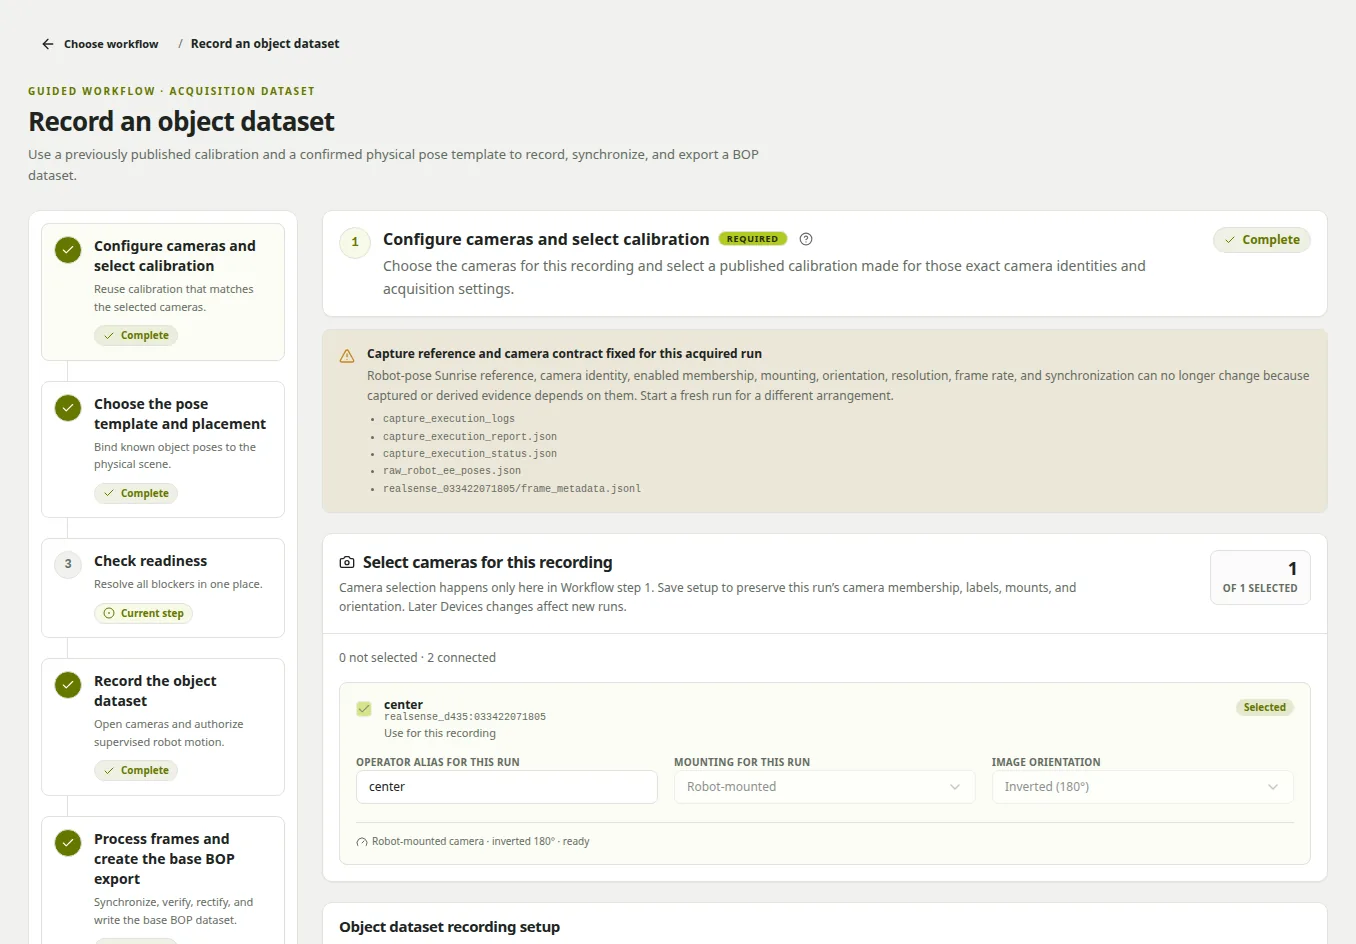 Choose workflow / Record an object dataset
GUIDED WORKFLOW · ACQUISITION DATASET
Record an object dataset
Use a previously published calibration and a confirmed physical pose template to record, synchronize, and export a BOP
dataset.
Configure cameras and
select calibration
Reuse calibration that matches
the selected cameras.
Complete
Choose the pose
template and placement
Bind known object poses to the
physical scene.
Complete
3
Check readiness
Resolve all blockers in one place.
Current step
Record the object
dataset
Open cameras and authorize
supervised robot motion.
Complete
Process frames and
create the base BOP
export
Synchronize, verify, rectify, and
write the base BOP dataset.
1
Configure cameras and select calibration REQUIRED
Complete
Choose the cameras for this recording and select a published calibration made for those exact camera identities and
acquisition settings.
Capture reference and camera contract fixed for this acquired run
Robot-pose Sunrise reference, camera identity, enabled membership, mounting, orientation, resolution, frame rate, and synchronization can no longer change because
captured or derived evidence depends on them. Start a fresh run for a different arrangement.
• capture_execution_logs
• capture_execution_report.json
• capture_execution_status.json
• raw_robot_ee_poses.json
• realsense_033422071805/frame_metadata.jsonl
Select cameras for this recording
Camera selection happens only here in Workflow step 1. Save setup to preserve this run's camera membership, labels, mounts, and
orientation. Later Devices changes affect new runs.
1
OF 1 SELECTED
0 not selected · 2 connected
center
realsense_d435:033422071805
Use for this recording
Selected
OPERATOR ALIAS FOR THIS RUN
center
MOUNTING FOR THIS RUN
Robot-mounted
IMAGE ORIENTATION
Inverted (180°)
Robot-mounted camera · inverted 180° · ready
Object dataset recording setup